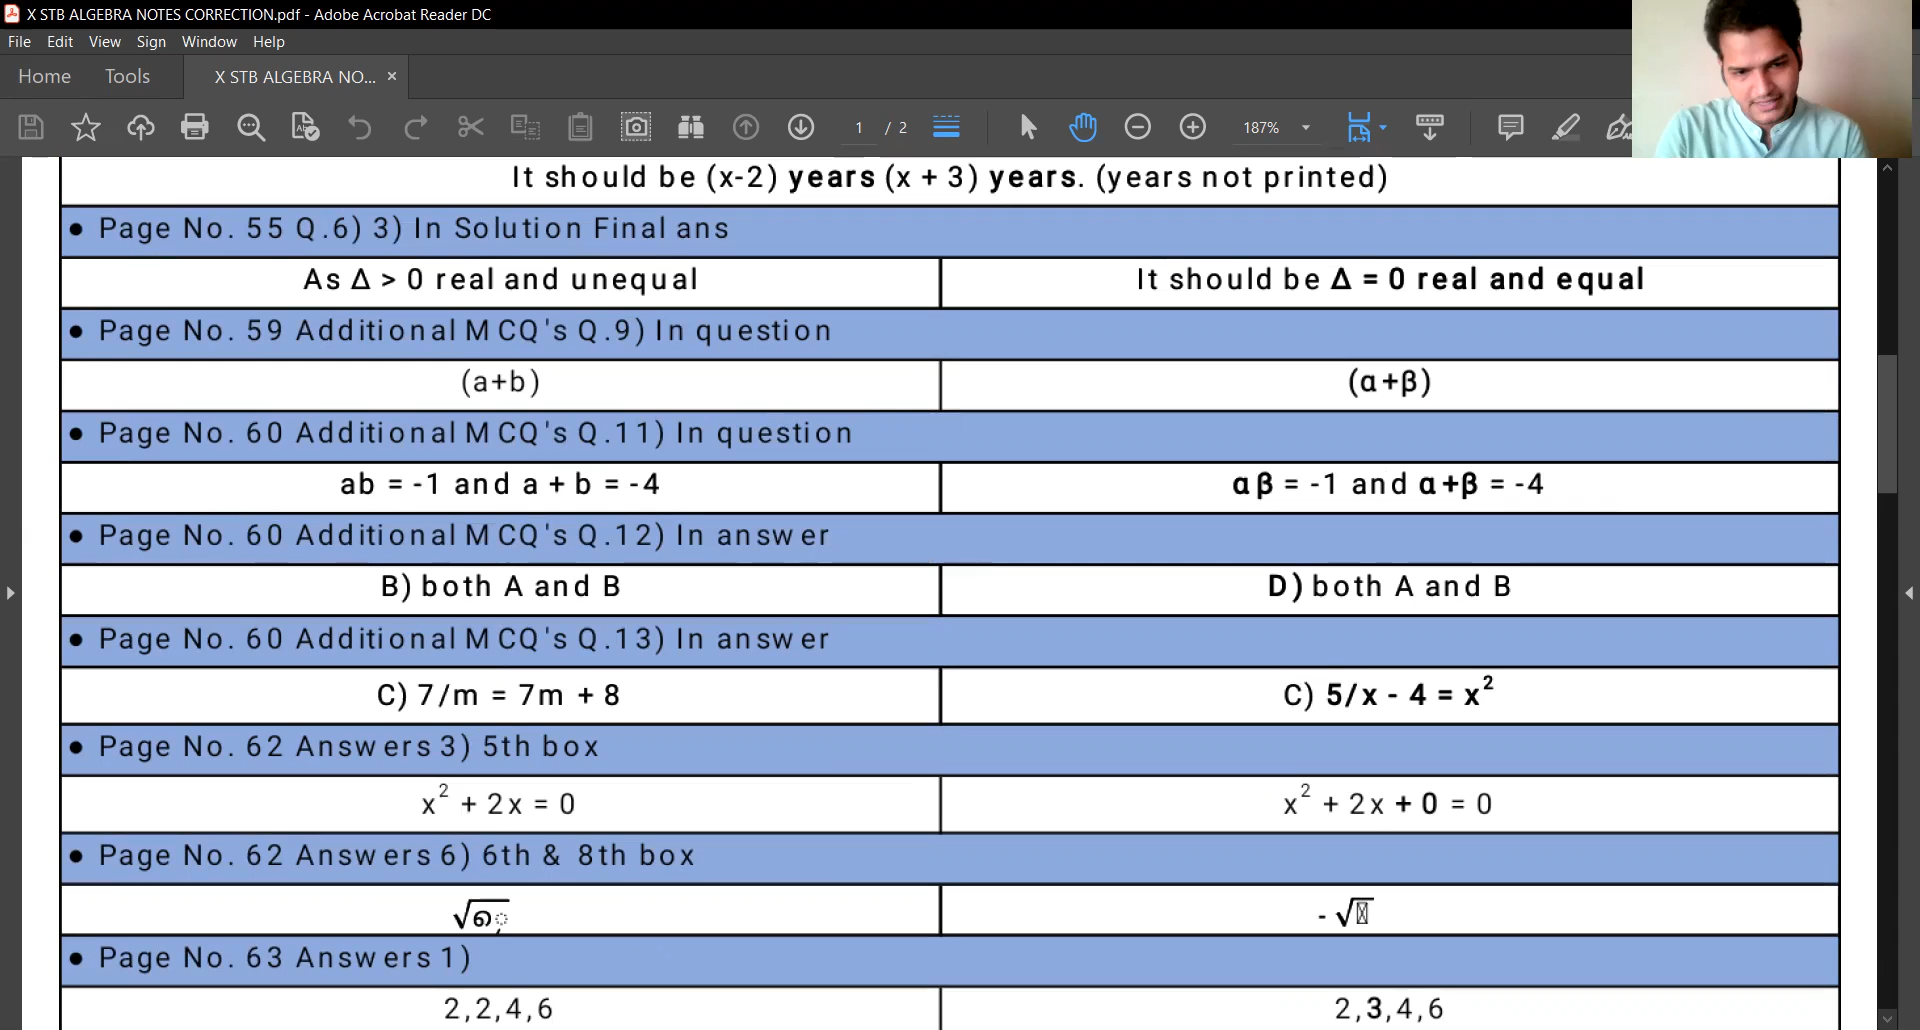 X STB ALGEBRA NOTES CORRECTION.pdf - Adobe Acrobat Reader DC
File Edit View Sign Window Help
Home Tools X STB ALGEBRA NO... ×
1 / 2 187%
It should be (x-2) years (x + 3) years. (years not printed)
• Page No. 55 Q.6) 3) In Solution Final ans
As Δ > 0 real and unequal
It should be Δ = 0 real and equal
• Page No. 59 Additional MCQ's Q.9) In question
(a+b)
(α+β)
• Page No. 60 Additional MCQ's Q.11) In question
ab = -1 and a + b = -4
αβ = -1 and α+β = -4
• Page No. 60 Additional MCQ's Q.12) In answer
B) both A and B
D) both A and B
• Page No. 60 Additional MCQ's Q.13) In answer
C) 7/m = 7m + 8
C) 5/x - 4 = x²
• Page No. 62 Answers 3) 5th box
x² + 2x = 0
x² + 2x + 0 = 0
• Page No. 62 Answers 6) 6th & 8th box
• Page No. 63 Answers 1)
2,2,4,6
2,3,4,6